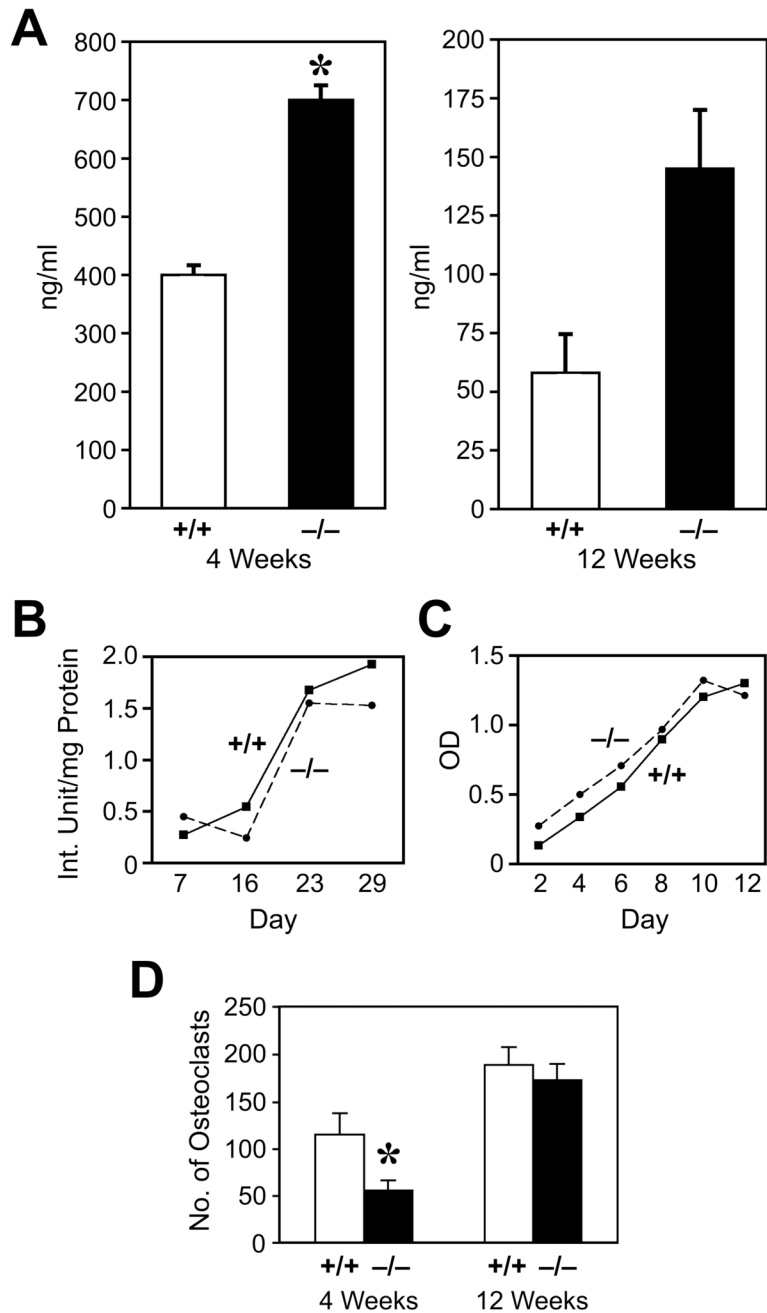 A
800
700
600
500
400
300
200
100
0
ng/ml
*
+/+ –/–
4 Weeks
200
175
150
125
100
75
50
25
0
ng/ml
+/+ –/–
12 Weeks
B
2.0
1.5
1.0
0.5
0
Int. Unit/mg Protein
+/+
–/–
7 16 23 29
Day
C
1.5
1.0
0.5
0
OD
–/–
+/+
2 4 6 8 10 12
Day
D
250
200
150
100
50
0
No. of Osteoclasts
*
+/+ –/– +/+ –/–
4 Weeks 12 Weeks